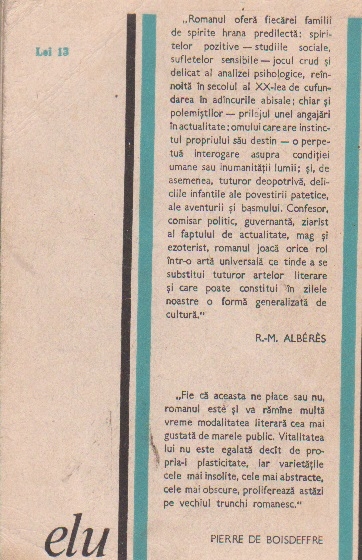 Lei 13
„Romanul oferă fiecărei familii
de spirite hrana predilectă: spiri-
telor pozitive — studiile sociale,
sufletelor sensibile — jocul crud și
delicat al analizei psihologice, reîn-
noită în secolul al XX-lea de cufun-
darea în adîncurile abisale; chiar și
polemiștilor — prilejul unei angajări
în actualitate; omului care are instinc-
tul propriului său destin — o perpe-
tuă interogare asupra condiției
umane sau inumanității lumii; și, de
asemenea, tuturor deopotrivă, deli-
ciile infantile ale povestirii patetice,
ale aventurii și basmului. Confesor,
comisar politic, guvernantă, ziarist
al faptului de actualitate, mag și
ezoterist, romanul joacă orice rol
într-o artă universală ce tinde a se
substitui tuturor artelor literare
și care poate constitui în zilele
noastre o formă generalizată de
cultură.“
R.-M. ALBÉRÈS
„Fie că aceasta ne place sau nu,
romanul este și va rămîne multă
vreme modalitatea literară cea mai
gustată de marele public. Vitalitatea
lui nu este egalată decît de pro-
pria-i plasticitate, iar varietățile
cele mai insolite, cele mai abstracte,
cele mai obscure, proliferează astăzi
pe vechiul trunchi romanesc.“
PIERRE DE BOISDEFFRE
elu